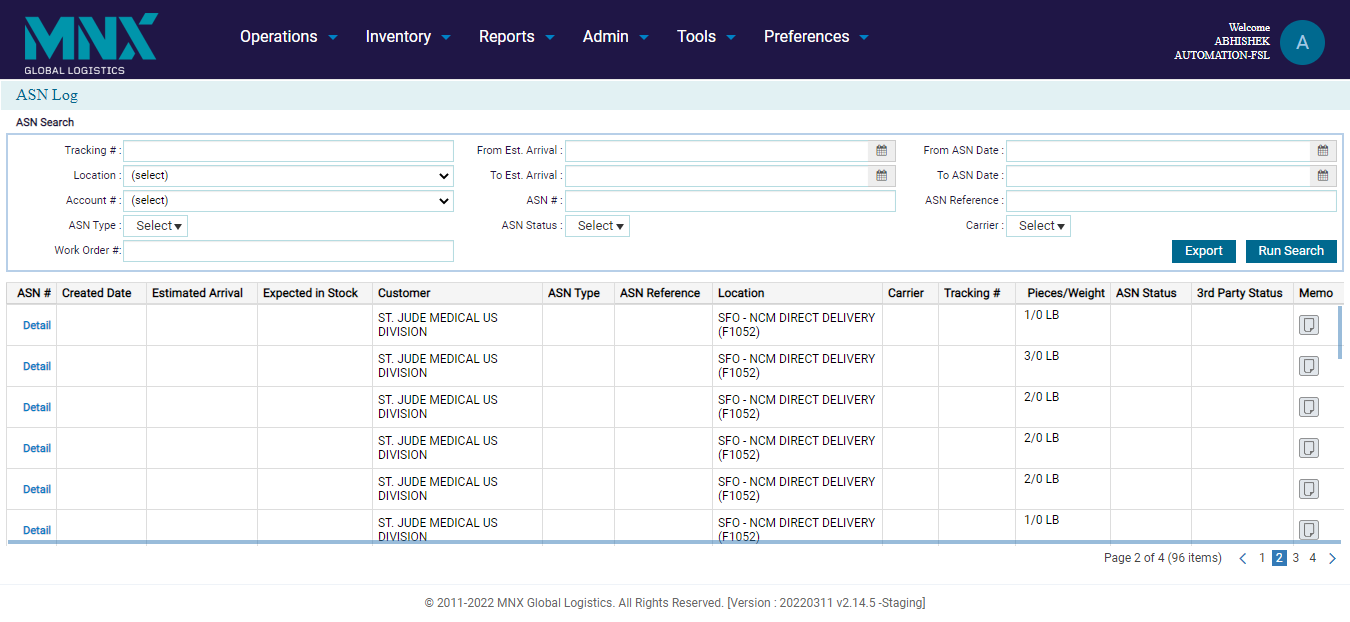 MNX
GLOBAL LOGISTICS
Operations Inventory Reports Admin Tools Preferences
Welcome
ABHISHEK
AUTOMATION-FSL
A
ASN Log
ASN Search
Tracking # : From Est. Arrival : From ASN Date :
Location : (select) To Est. Arrival : To ASN Date :
Account # : (select) ASN # : ASN Reference :
ASN Type : Select ASN Status : Select Carrier : Select
Work Order #: Export Run Search
ASN # Created Date Estimated Arrival Expected in Stock Customer ASN Type ASN Reference Location Carrier Tracking # Pieces/Weight ASN Status 3rd Party Status Memo
Detail ST. JUDE MEDICAL US SFO - NCM DIRECT DELIVERY 1/0 LB
DIVISION (F1052)
Detail ST. JUDE MEDICAL US SFO - NCM DIRECT DELIVERY 3/0 LB
DIVISION (F1052)
Detail ST. JUDE MEDICAL US SFO - NCM DIRECT DELIVERY 2/0 LB
DIVISION (F1052)
Detail ST. JUDE MEDICAL US SFO - NCM DIRECT DELIVERY 2/0 LB
DIVISION (F1052)
Detail ST. JUDE MEDICAL US SFO - NCM DIRECT DELIVERY 2/0 LB
DIVISION (F1052)
Detail ST. JUDE MEDICAL US SFO - NCM DIRECT DELIVERY 1/0 LB
DIVISION (F1052)
Page 2 of 4 (96 items) 1 2 3 4
© 2011-2022 MNX Global Logistics. All Rights Reserved. [Version : 20220311 v2.14.5 -Staging]